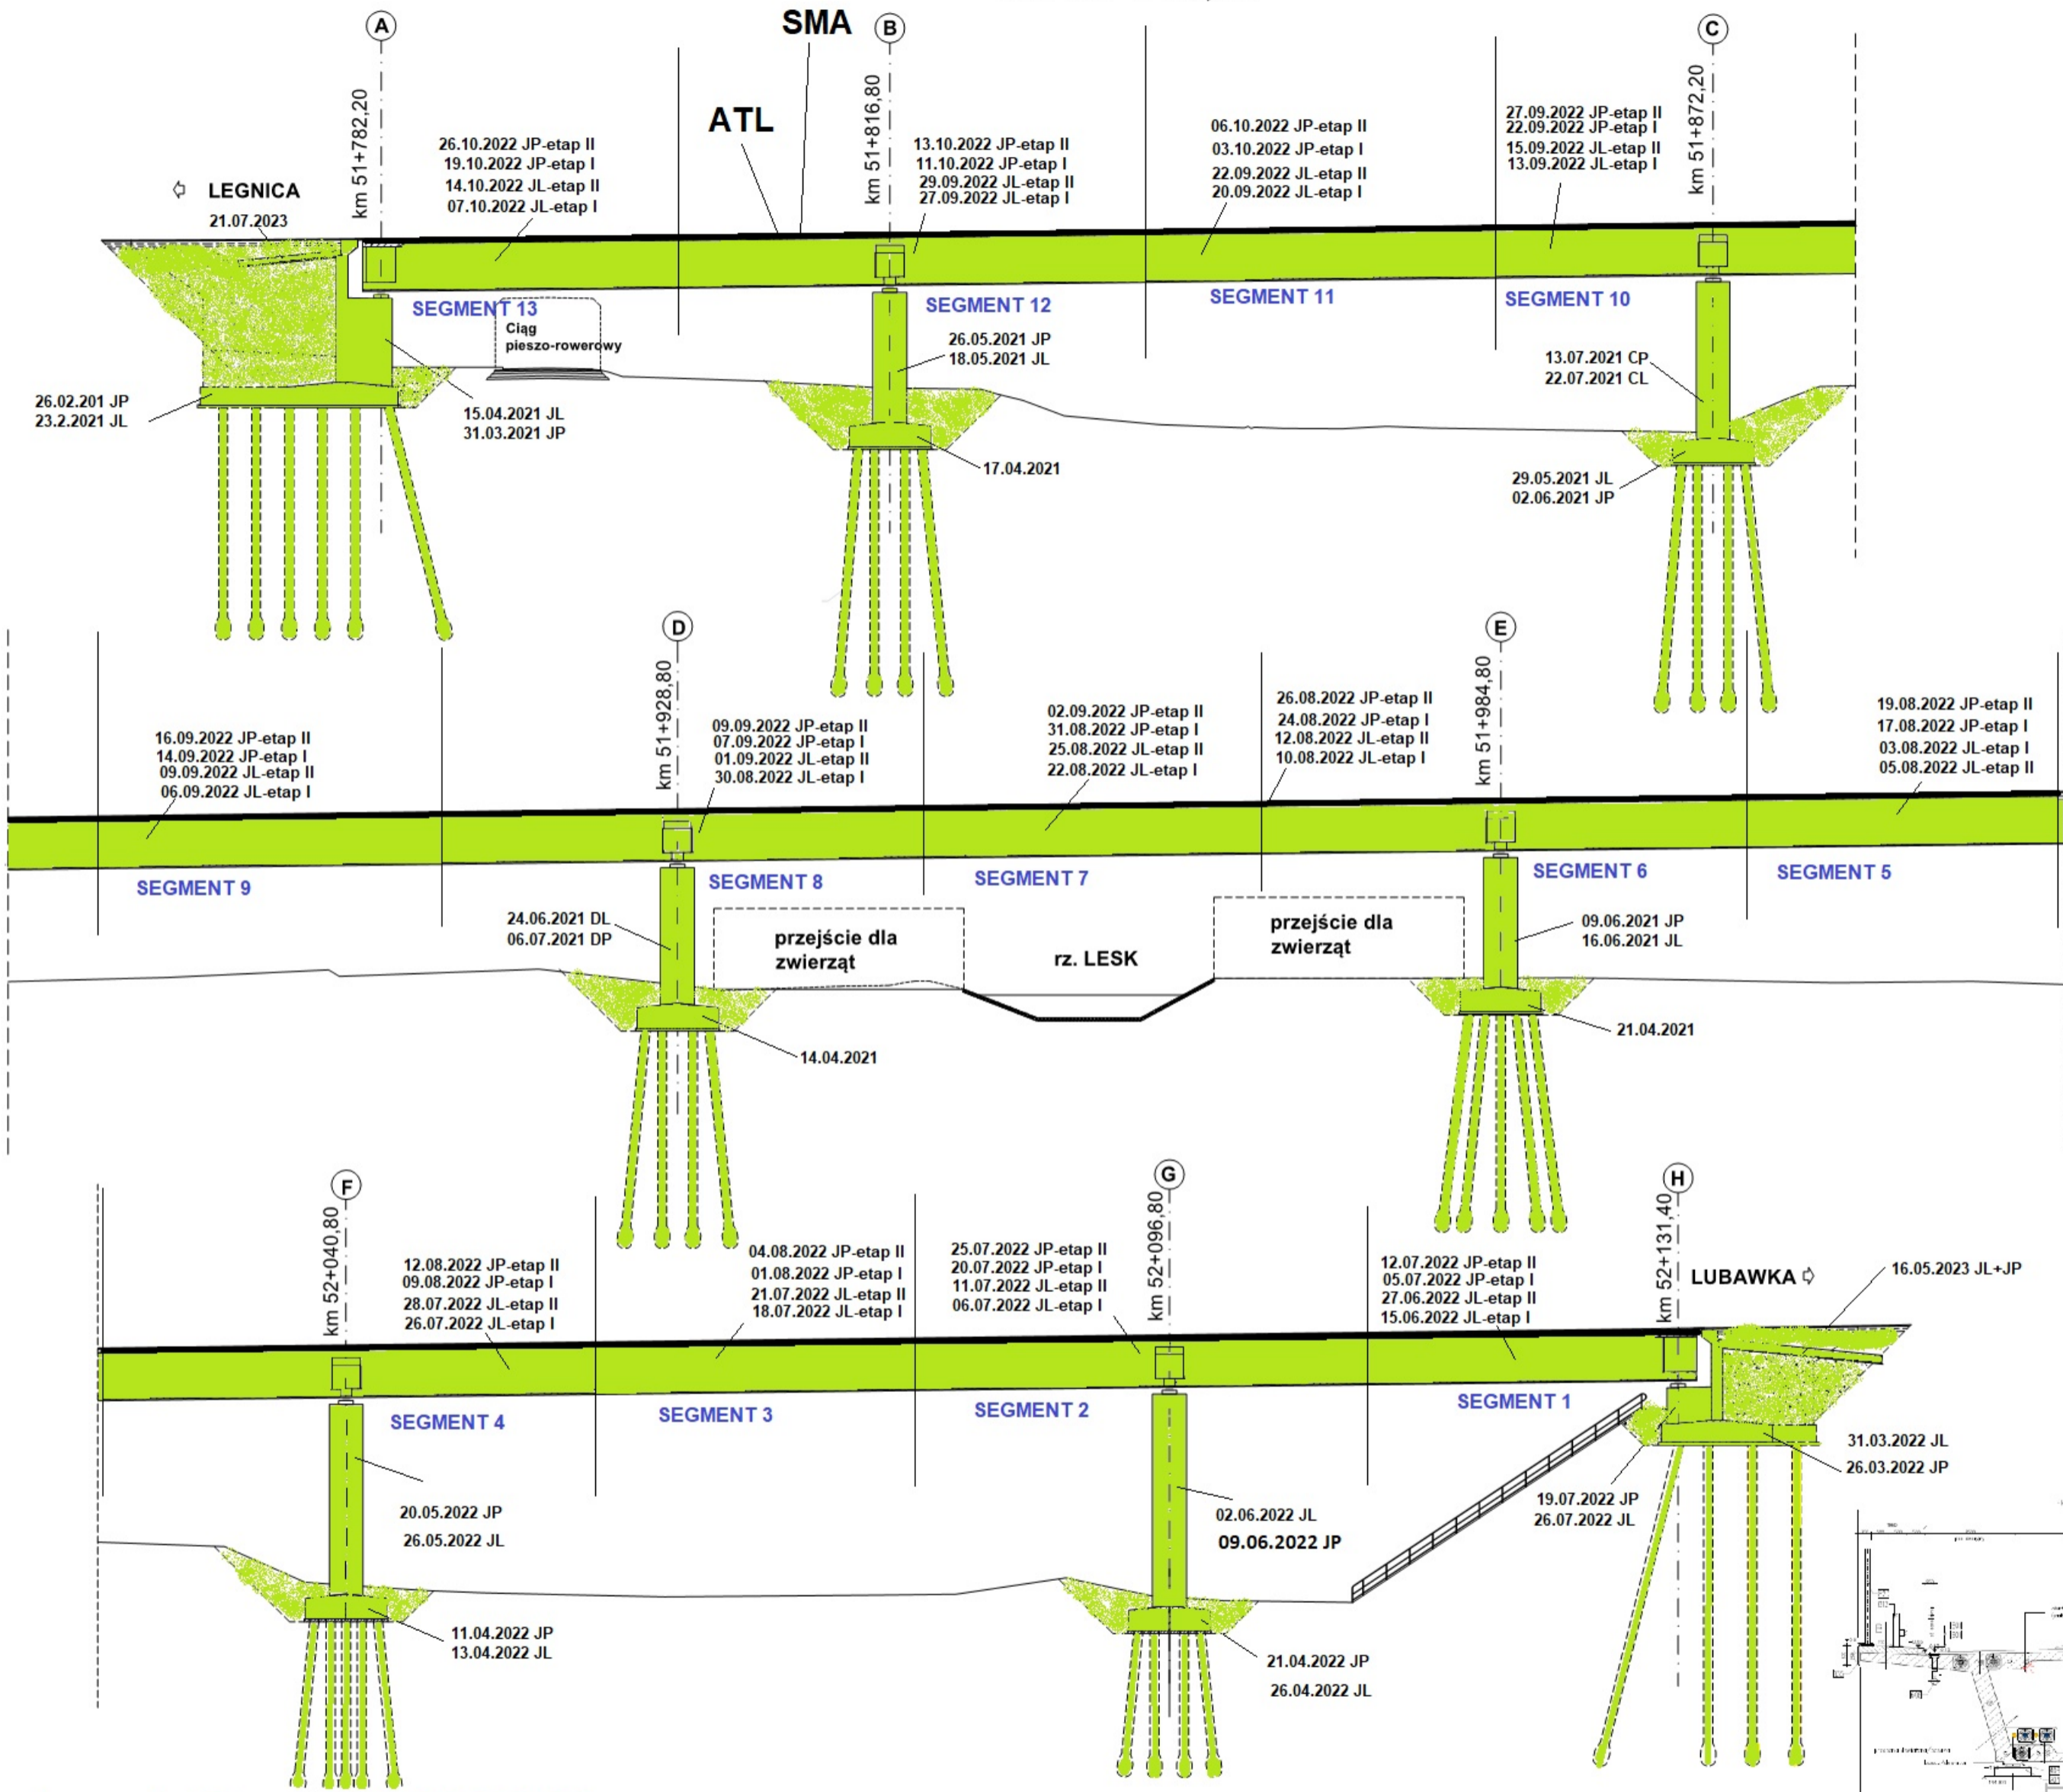 A
SMA
B
C
km 51+782,20
ATL
km 51+816,80
km 51+872,20
26.10.2022 JP-etap II
19.10.2022 JP-etap I
14.10.2022 JL-etap II
07.10.2022 JL-etap I
13.10.2022 JP-etap II
11.10.2022 JP-etap I
29.09.2022 JL-etap II
27.09.2022 JL-etap I
06.10.2022 JP-etap II
03.10.2022 JP-etap I
22.09.2022 JL-etap II
20.09.2022 JL-etap I
27.09.2022 JP-etap II
22.09.2022 JP-etap I
15.09.2022 JL-etap II
13.09.2022 JL-etap I
LEGNICA
21.07.2023
SEGMENT 13
SEGMENT 12
SEGMENT 11
SEGMENT 10
Ciąg
pieszo-rowerowy
26.05.2021 JP
18.05.2021 JL
13.07.2021 CP
22.07.2021 CL
26.02.201 JP
23.2.2021 JL
15.04.2021 JL
31.03.2021 JP
17.04.2021
29.05.2021 JL
02.06.2021 JP
D
E
km 51+928,80
km 51+984,80
16.09.2022 JP-etap II
14.09.2022 JP-etap I
09.09.2022 JL-etap II
06.09.2022 JL-etap I
09.09.2022 JP-etap II
07.09.2022 JP-etap I
01.09.2022 JL-etap II
30.08.2022 JL-etap I
02.09.2022 JP-etap II
31.08.2022 JP-etap I
25.08.2022 JL-etap II
22.08.2022 JL-etap I
26.08.2022 JP-etap II
24.08.2022 JP-etap I
12.08.2022 JL-etap II
10.08.2022 JL-etap I
19.08.2022 JP-etap II
17.08.2022 JP-etap I
03.08.2022 JL-etap I
05.08.2022 JL-etap II
SEGMENT 9
SEGMENT 8
SEGMENT 7
SEGMENT 6
SEGMENT 5
24.06.2021 DL
06.07.2021 DP
przejście dla
zwierząt
rz. LESK
przejście dla
zwierząt
09.06.2021 JP
16.06.2021 JL
14.04.2021
21.04.2021
F
G
H
km 52+040,80
km 52+096,80
km 52+131,40
12.08.2022 JP-etap II
09.08.2022 JP-etap I
28.07.2022 JL-etap II
26.07.2022 JL-etap I
04.08.2022 JP-etap II
01.08.2022 JP-etap I
21.07.2022 JL-etap II
18.07.2022 JL-etap I
25.07.2022 JP-etap II
20.07.2022 JP-etap I
11.07.2022 JL-etap II
06.07.2022 JL-etap I
12.07.2022 JP-etap II
05.07.2022 JP-etap I
27.06.2022 JL-etap II
15.06.2022 JL-etap I
LUBAWKA
16.05.2023 JL+JP
SEGMENT 4
SEGMENT 3
SEGMENT 2
SEGMENT 1
20.05.2022 JP
26.05.2022 JL
02.06.2022 JL
09.06.2022 JP
31.03.2022 JL
26.03.2022 JP
19.07.2022 JP
26.07.2022 JL
11.04.2022 JP
13.04.2022 JL
21.04.2022 JP
26.04.2022 JL